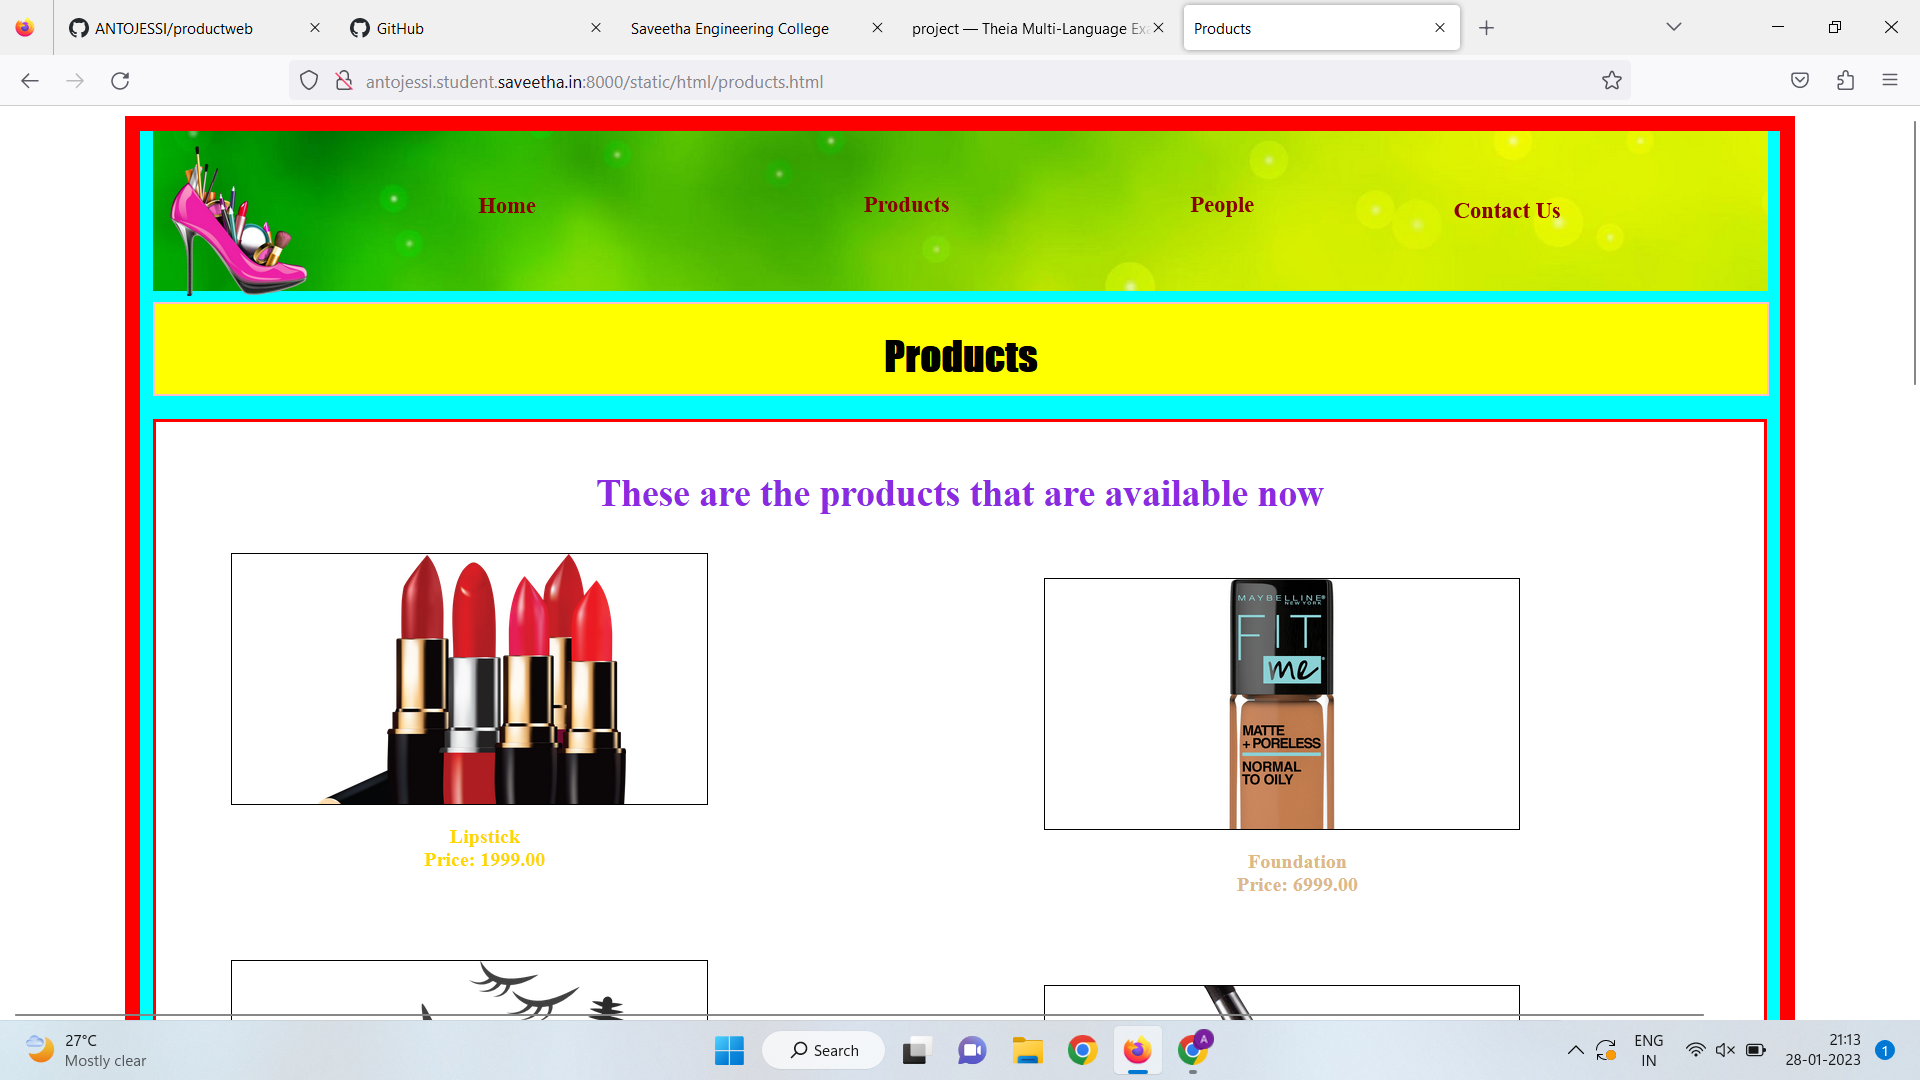 ANTOJESSI/productweb
GitHub
Saveetha Engineering College
project — Theia Multi-Language Ex
Products
antojessi.student.saveetha.in:8000/static/html/products.html
Home
Products
People
Contact Us
Products
These are the products that are available now
MAYBELLINE®
NEW YORK
FIT
me
MATTE
+ PORELESS
NORMAL
TO OILY
Lipstick
Price: 1999.00
Foundation
Price: 6999.00
27°C
Mostly clear
Search
A
ENG
IN
21:13
28-01-2023
1